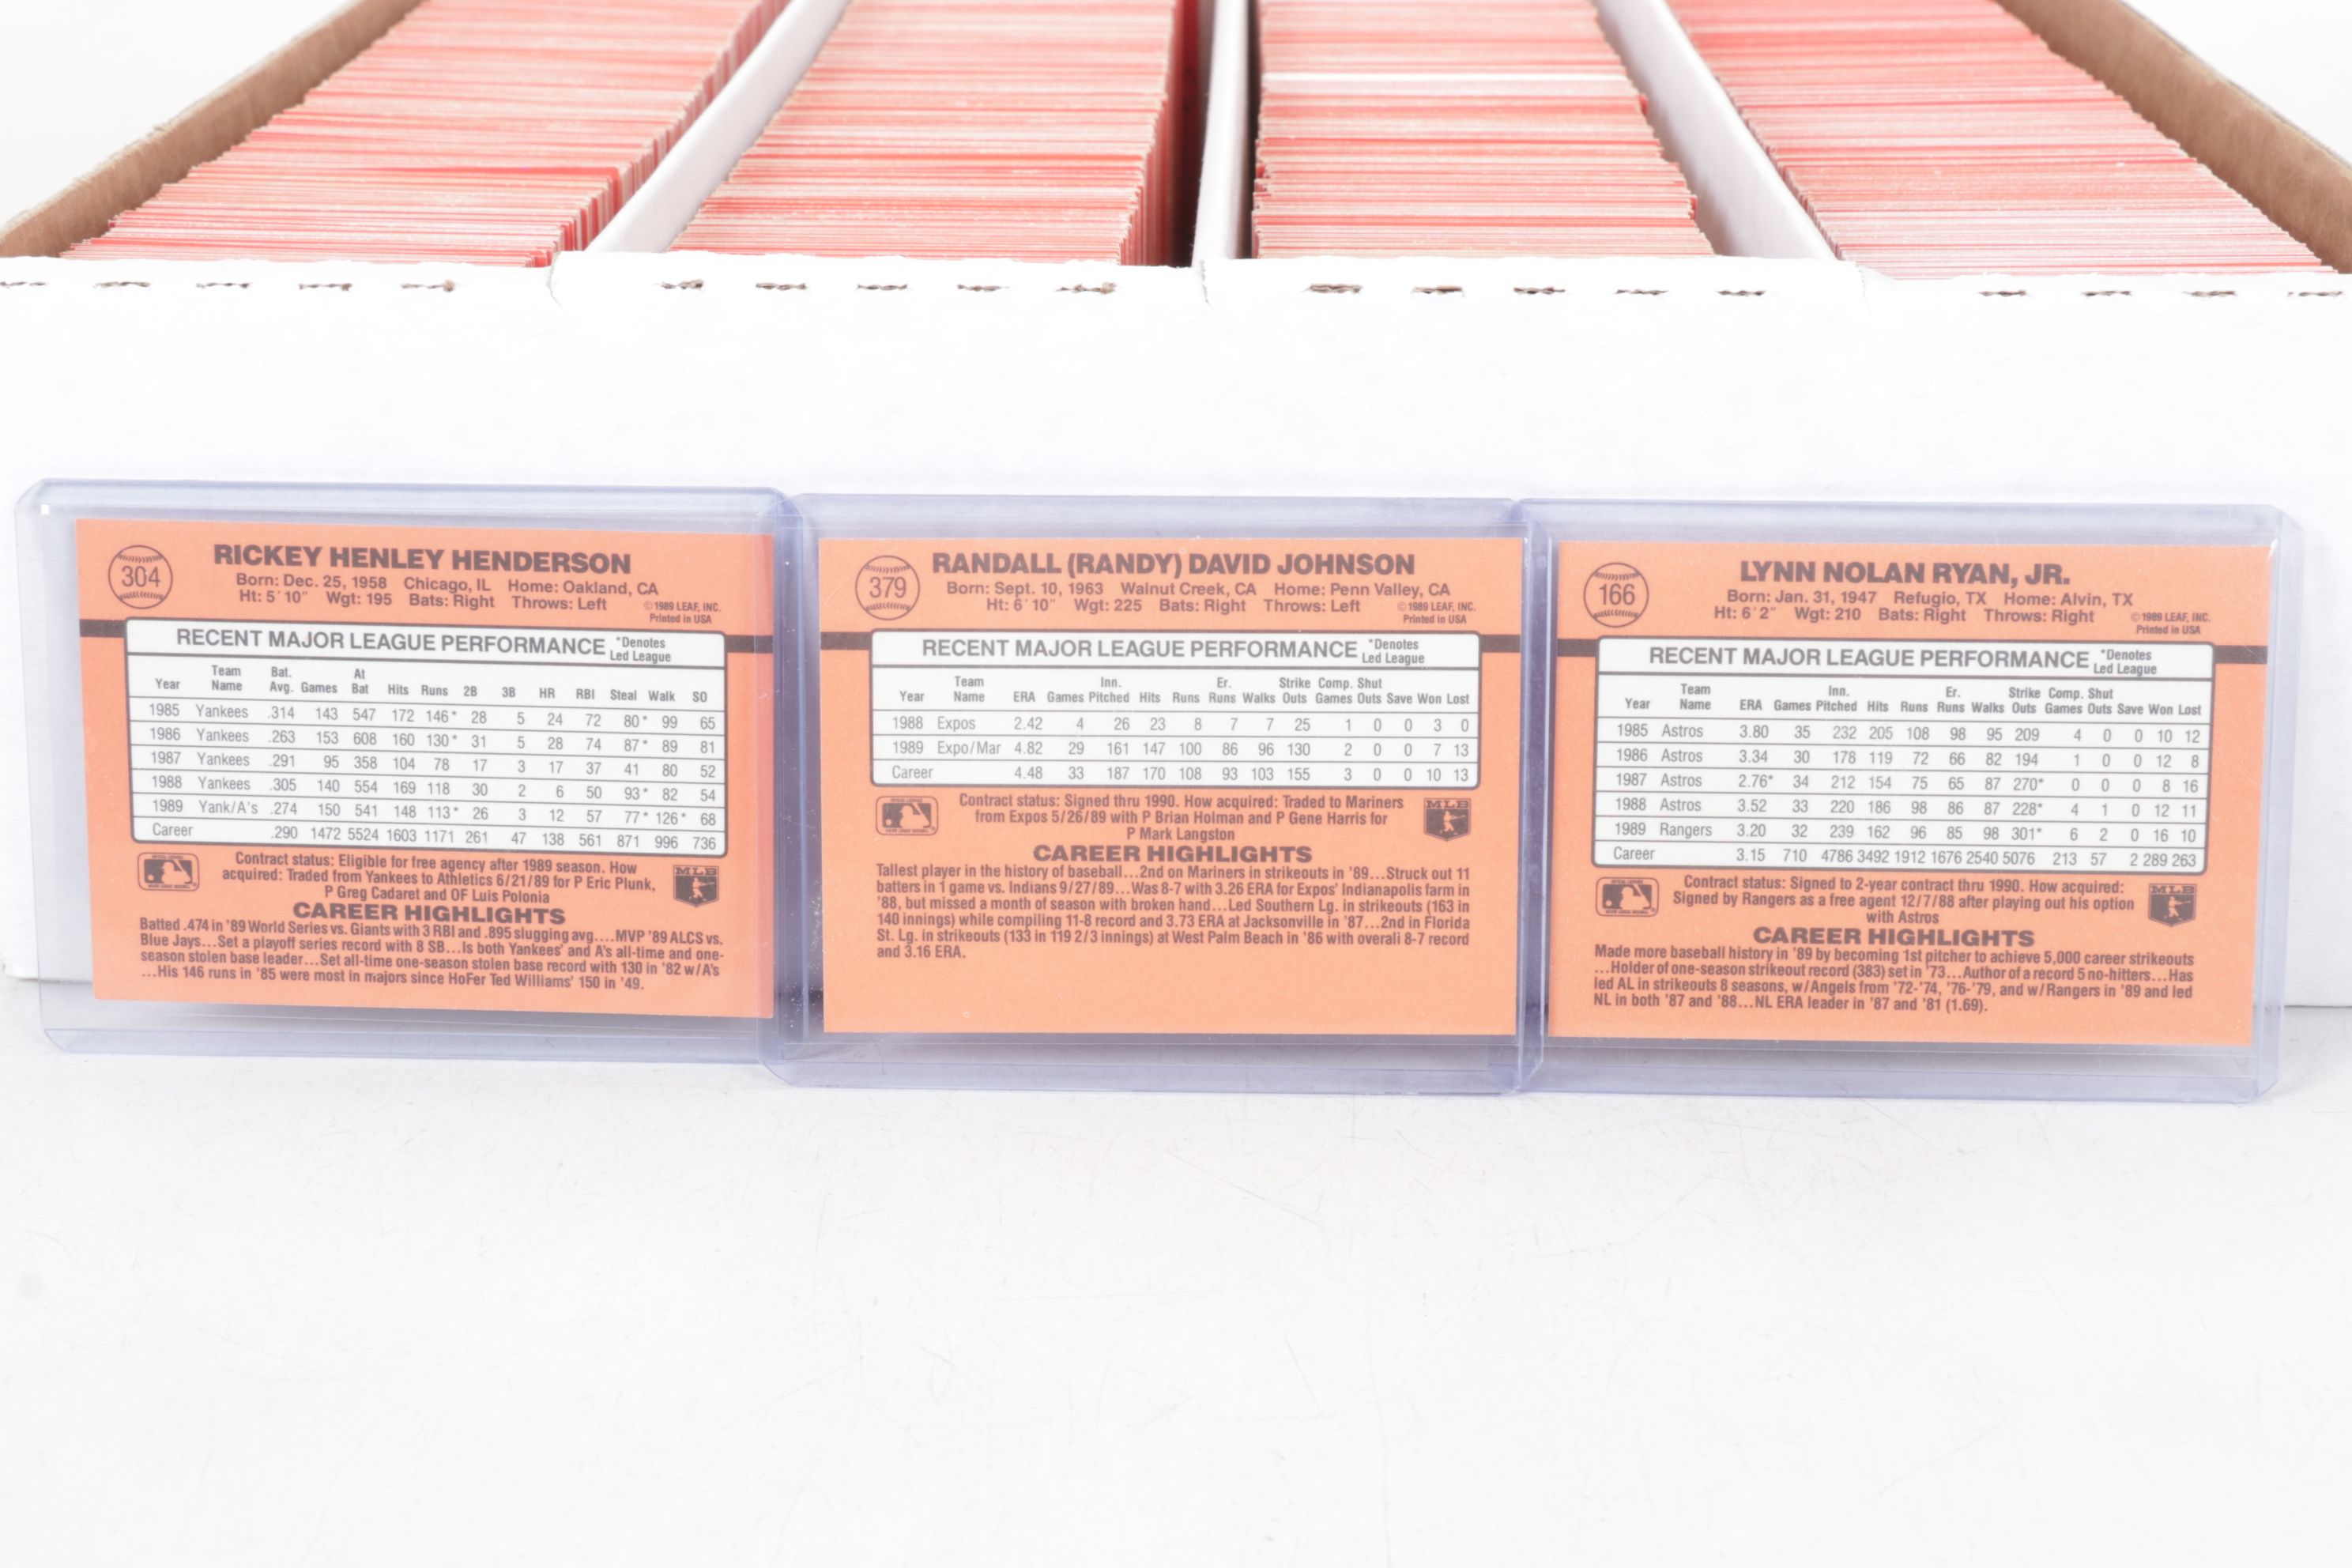 304
RICKEY HENLEY HENDERSON
Born: Dec. 25, 1958 Chicago, IL Home: Oakland, CA
Ht: 5' 10" Wgt: 195 Bats: Right Throws: Left
©1989 LEAF, INC.
Printed in USA
RECENT MAJOR LEAGUE PERFORMANCE *Denotes Led League
Year Team Name Bat. Avg. Games At Bat Hits Runs 2B 3B HR RBI Steal Walk SO
1985 Yankees .314 143 547 172 146* 28 5 24 72 80* 99 65
1986 Yankees .263 153 608 160 130* 31 5 28 74 87* 89 81
1987 Yankees .291 95 358 104 78 17 3 17 37 41 80 52
1988 Yankees .305 140 554 169 118 30 2 6 50 93* 82 54
1989 Yank/A's .274 150 541 148 113* 26 3 12 57 77* 126* 68
Career .290 1472 5524 1603 1171 261 47 138 561 871 996 736
Contract status: Eligible for free agency after 1989 season. How
acquired: Traded from Yankees to Athletics 6/21/89 for P Eric Plunk,
P Greg Cadaret and OF Luis Polonia
MLB
CAREER HIGHLIGHTS
Batted .474 in '89 World Series vs. Giants with 3 RBI and .895 slugging avg....MVP '89 ALCS vs.
Blue Jays...Set a playoff series record with 8 SB...Is both Yankees' and A's all-time and one-
season stolen base leader...Set all-time one-season stolen base record with 130 in '82 w/A's
...His 146 runs in '85 were most in majors since HoFer Ted Williams' 150 in '49.
379
RANDALL (RANDY) DAVID JOHNSON
Born: Sept. 10, 1963 Walnut Creek, CA Home: Penn Valley, CA
Ht: 6' 10" Wgt: 225 Bats: Right Throws: Left
©1989 LEAF, INC.
Printed in USA
RECENT MAJOR LEAGUE PERFORMANCE *Denotes Led League
Year Team Name ERA Games Inn. Pitched Hits Runs Er. Runs Walks Strike Outs Comp. Games Shut Outs Save Won Lost
1988 Expos 2.42 4 26 23 8 7 7 25 1 0 0 3 0
1989 Expo/Mar 4.82 29 161 147 100 86 96 130 2 0 0 7 13
Career 4.48 33 187 170 108 93 103 155 3 0 0 10 13
Contract status: Signed thru 1990. How acquired: Traded to Mariners
from Expos 5/26/89 with P Brian Holman and P Gene Harris for
P Mark Langston
MLB
CAREER HIGHLIGHTS
Tallest player in the history of baseball...2nd on Mariners in strikeouts in '89...Struck out 11
batters in 1 game vs. Indians 9/27/89...Was 8-7 with 3.26 ERA for Expos' Indianapolis farm in
'88, but missed a month of season with broken hand...Led Southern Lg. in strikeouts (163 in
140 innings) while compiling 11-8 record and 3.73 ERA at Jacksonville in '87...2nd in Florida
St. Lg. in strikeouts (133 in 119 2/3 innings) at West Palm Beach in '86 with overall 8-7 record
and 3.16 ERA.
166
LYNN NOLAN RYAN, JR.
Born: Jan. 31, 1947 Refugio, TX Home: Alvin, TX
Ht: 6' 2" Wgt: 210 Bats: Right Throws: Right
©1989 LEAF, INC.
Printed in USA
RECENT MAJOR LEAGUE PERFORMANCE *Denotes Led League
Year Team Name ERA Games Inn. Pitched Hits Runs Er. Runs Walks Strike Outs Comp. Games Shut Outs Save Won Lost
1985 Astros 3.80 35 232 205 108 98 95 209 4 0 0 10 12
1986 Astros 3.34 30 178 119 72 66 82 194 1 0 0 12 8
1987 Astros 2.76* 34 212 154 75 65 87 270* 0 0 0 8 16
1988 Astros 3.52 33 220 186 98 86 87 228* 4 1 0 12 11
1989 Rangers 3.20 32 239 162 96 85 98 301* 6 2 0 16 10
Career 3.15 710 4786 3492 1912 1676 2540 5076 213 57 2 289 263
Contract status: Signed to 2-year contract thru 1990. How acquired:
Signed by Rangers as a free agent 12/7/88 after playing out his option
with Astros
MLB
CAREER HIGHLIGHTS
Made more baseball history in '89 by becoming 1st pitcher to achieve 5,000 career strikeouts
...Holder of one-season strikeout record (383) set in '73...Author of a record 5 no-hitters...Has
led AL in strikeouts 8 seasons, w/Angels from '72-'74, '76-'79, and w/Rangers in '89 and led
NL in both '87 and '88...NL ERA leader in '87 and '81 (1.69).